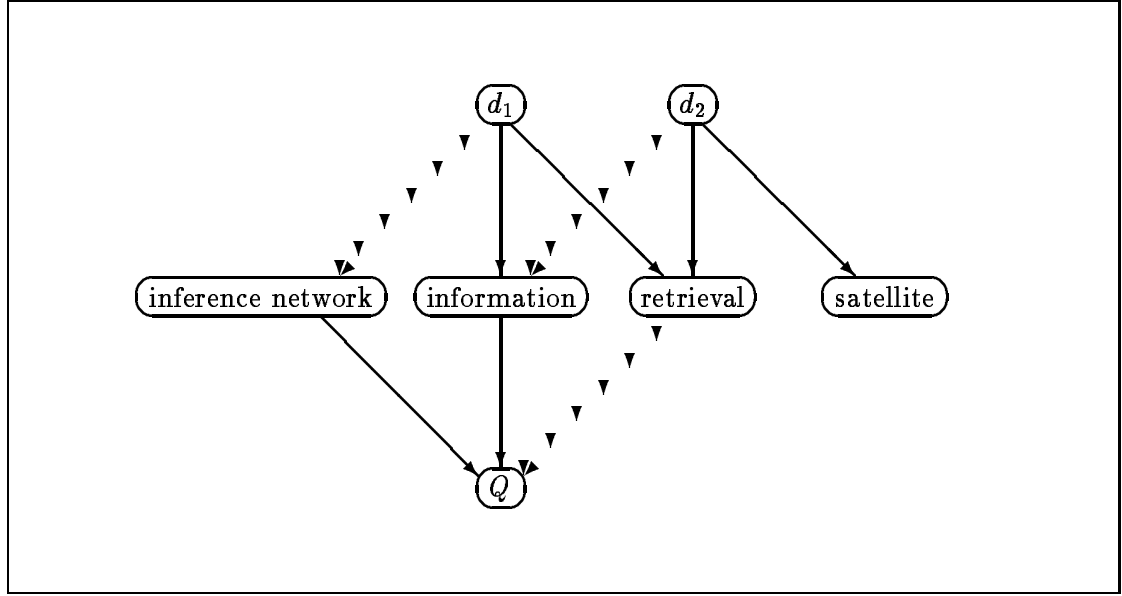 d1 d2
inference network information retrieval satellite
Q